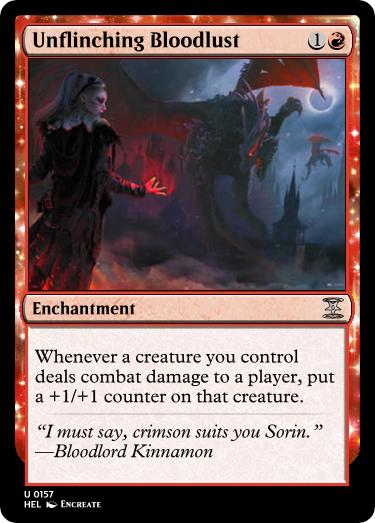 Unflinching Bloodlust 1
Enchantment
Whenever a creature you control
deals combat damage to a player, put
a +1/+1 counter on that creature.
“I must say, crimson suits you Sorin.”
—Bloodlord Kinnamon
U 0157
HEL Encreate